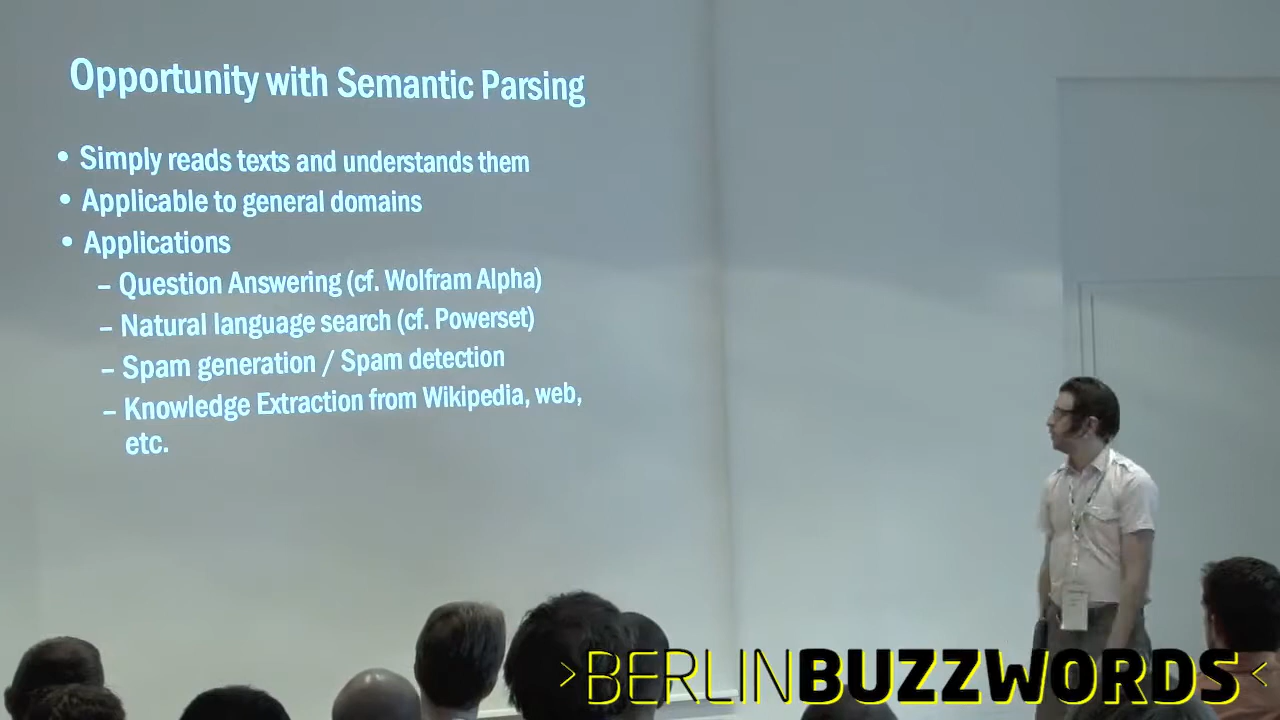 Opportunity with Semantic Parsing
• Simply reads texts and understands them
• Applicable to general domains
• Applications
– Question Answering (cf. Wolfram Alpha)
– Natural language search (cf. Powerset)
– Spam generation / Spam detection
– Knowledge Extraction from Wikipedia, web,
etc.
>BERLINBUZZWORDS<